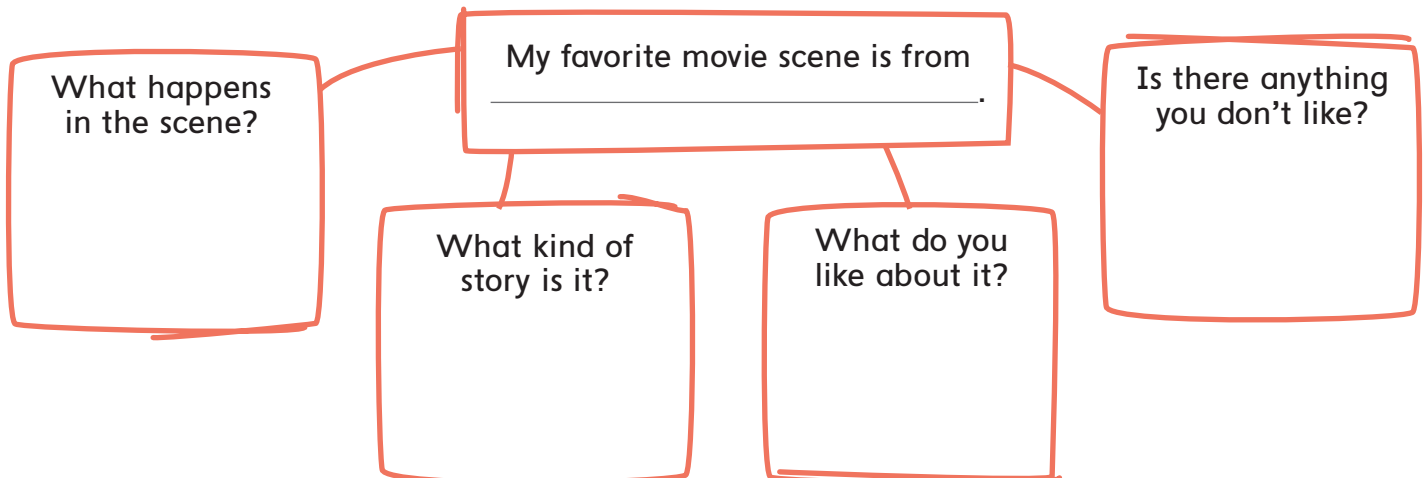 My favorite movie scene is from
______________________________.
What happens
in the scene?
What kind of
story is it?
What do you
like about it?
Is there anything
you don't like?